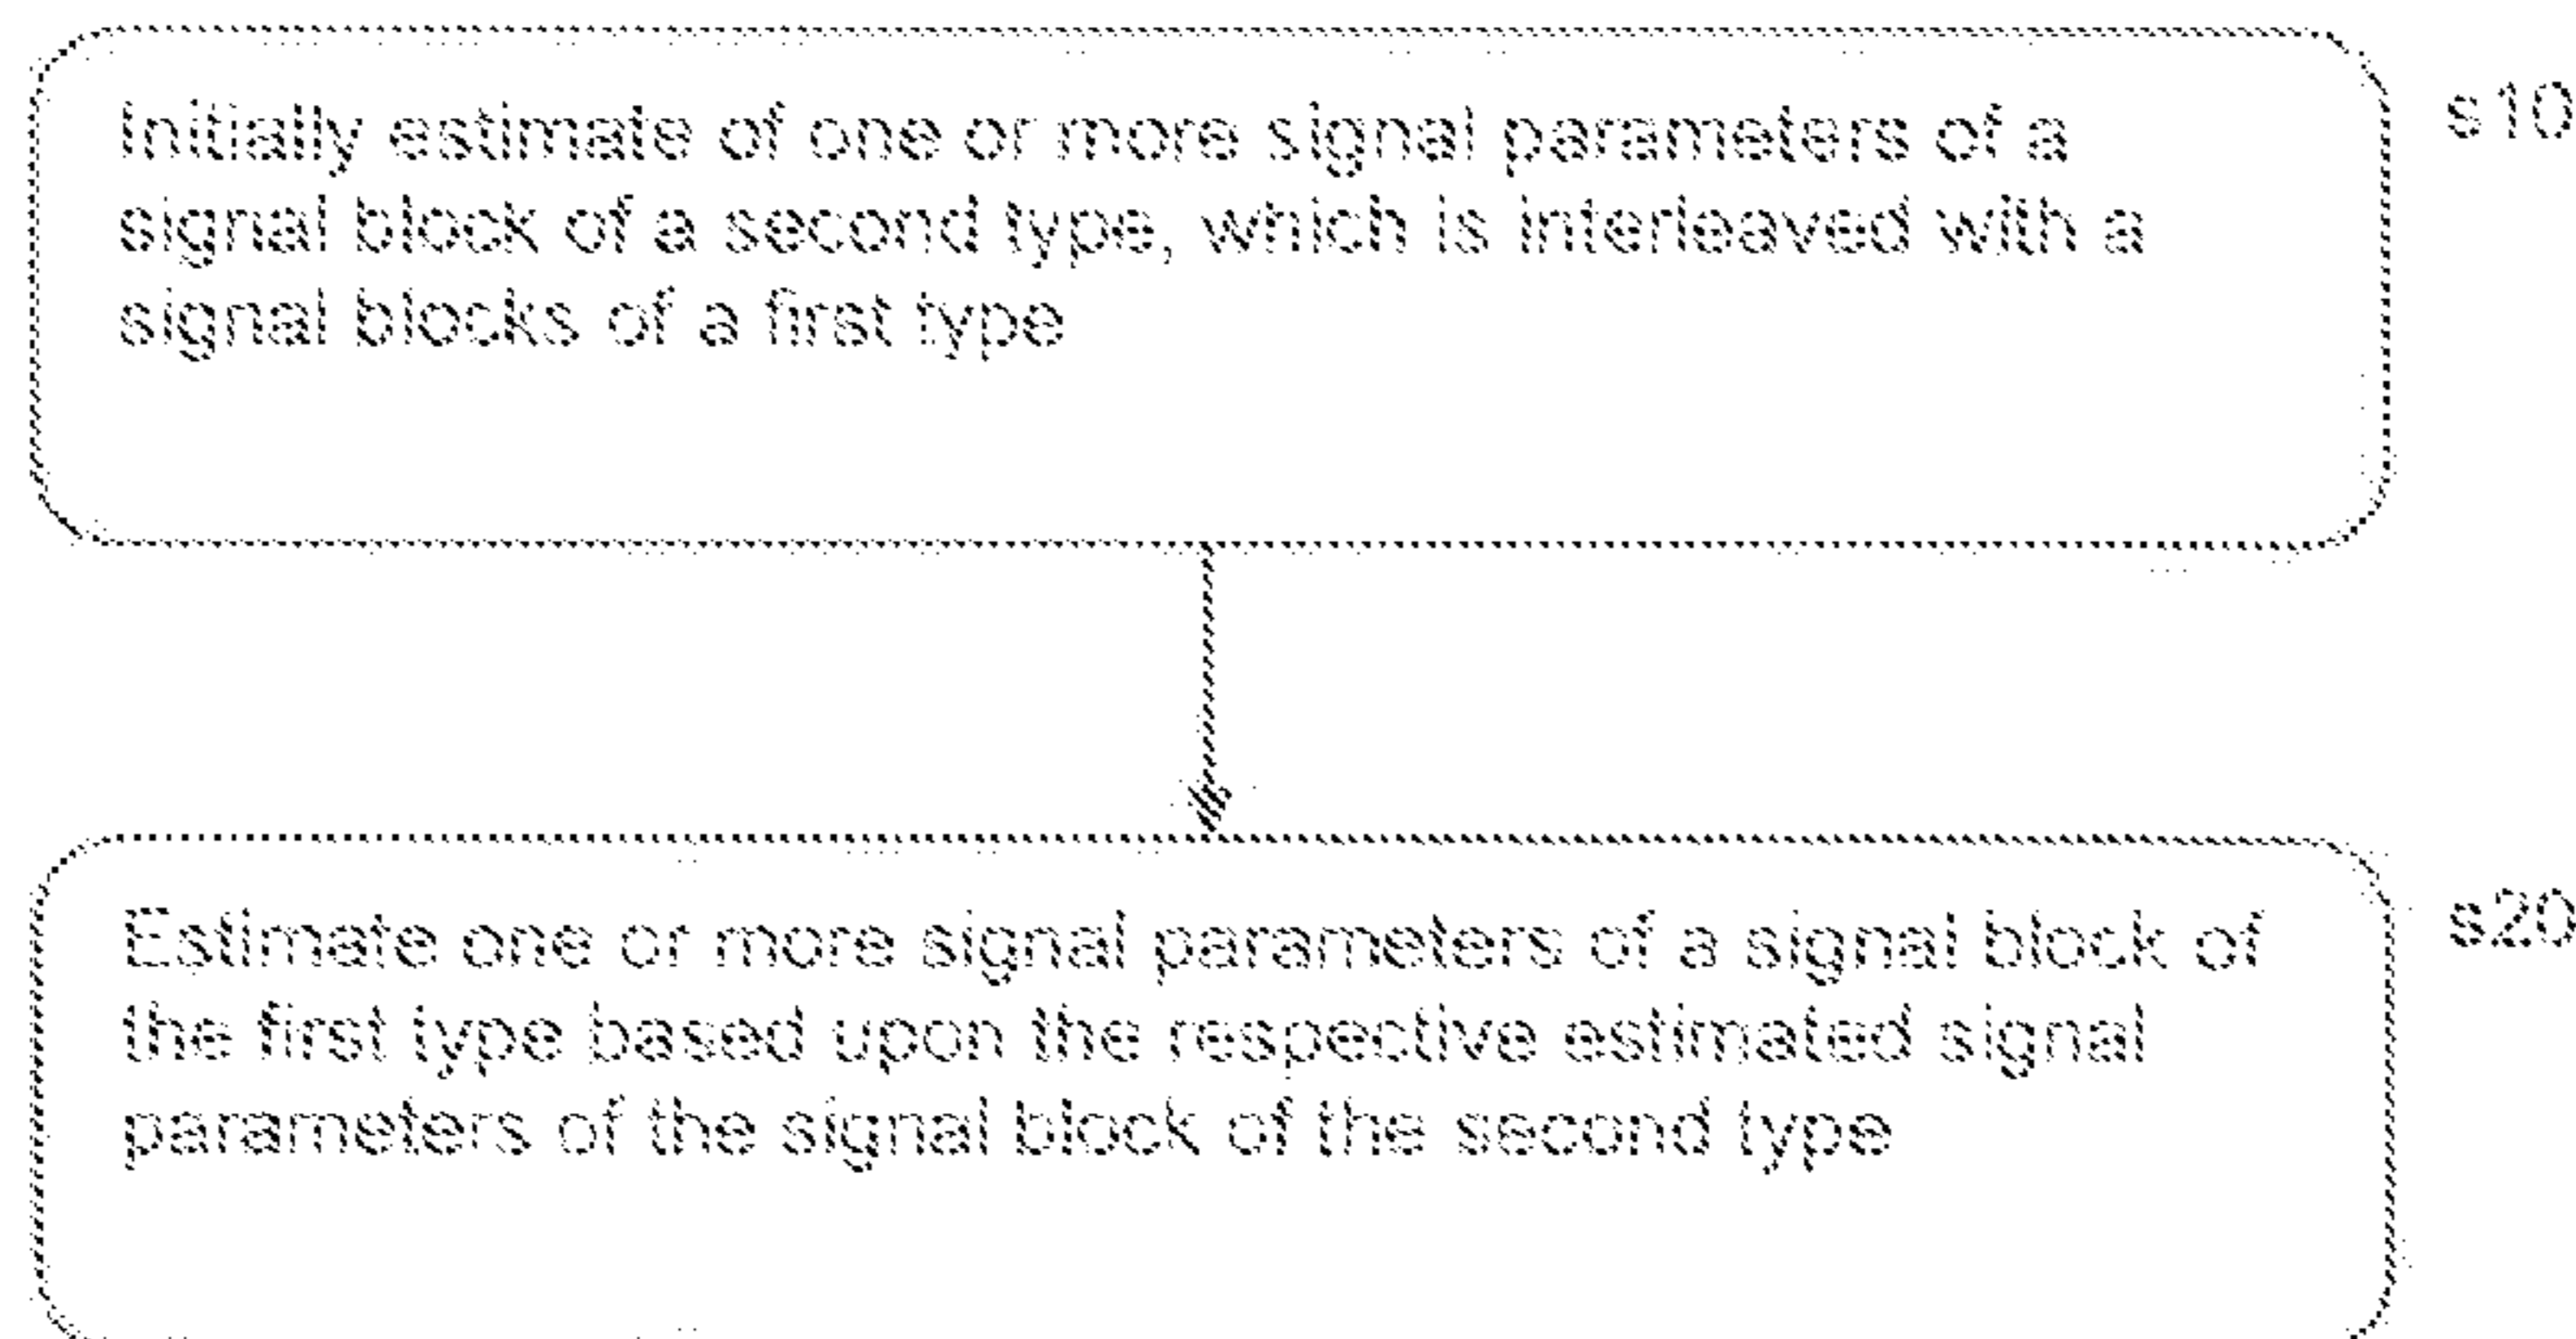 Initially estimate of one or more signal parameters of a
signal block of a second type, which is interleaved with a
signal blocks of a first type
s10
Estimate one or more signal parameters of a signal block of
the first type based upon the respective estimated signal
parameters of the signal block of the second type
s20